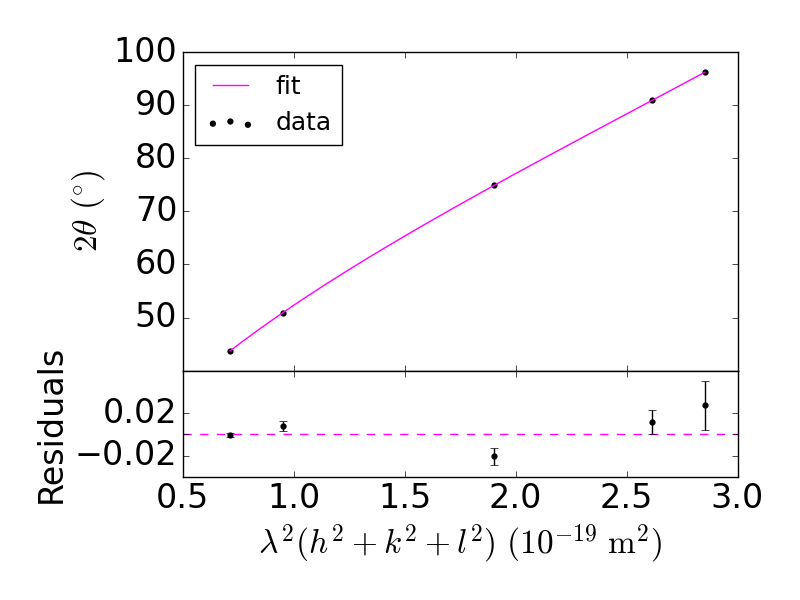 100
90
80
70
60
50
2θ (°)
fit
data
Residuals
0.02
−0.02
0.5 1.0 1.5 2.0 2.5 3.0
λ²(h² + k² + l²) (10⁻¹⁹ m²)